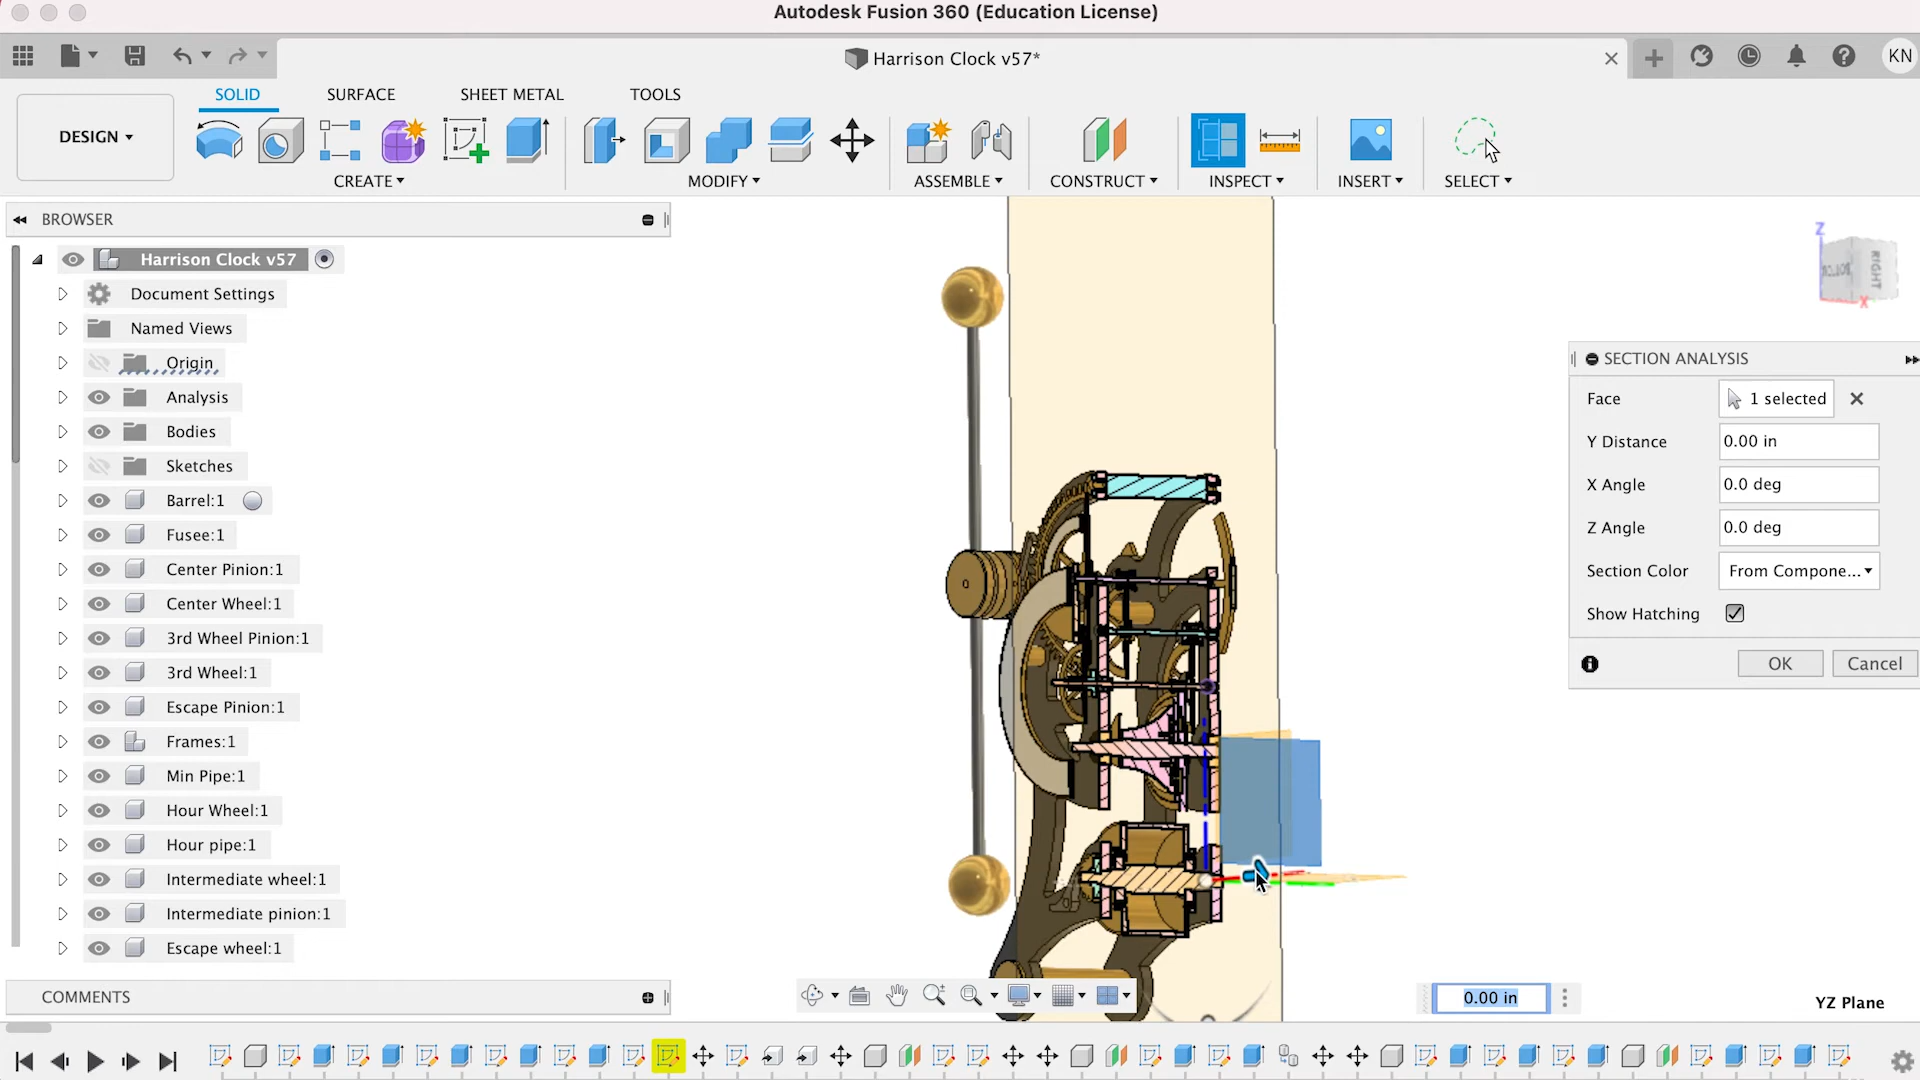 Autodesk Fusion 360 (Education License)
Harrison Clock v57*
KN
SOLID
SURFACE
SHEET METAL
TOOLS
DESIGN
CREATE
MODIFY
ASSEMBLE
CONSTRUCT
INSPECT
INSERT
SELECT
BROWSER
Harrison Clock v57
Document Settings
Named Views
Origin
Analysis
Bodies
Sketches
Barrel:1
Fusee:1
Center Pinion:1
Center Wheel:1
3rd Wheel Pinion:1
3rd Wheel:1
Escape Pinion:1
Frames:1
Min Pipe:1
Hour Wheel:1
Hour pipe:1
Intermediate wheel:1
Intermediate pinion:1
Escape wheel:1
COMMENTS
Z
BOTTOM
RIGHT
X
SECTION ANALYSIS
Face
1 selected
Y Distance
0.00 in
X Angle
0.0 deg
Z Angle
0.0 deg
Section Color
From Compone...
Show Hatching
OK
Cancel
0.00 in
YZ Plane